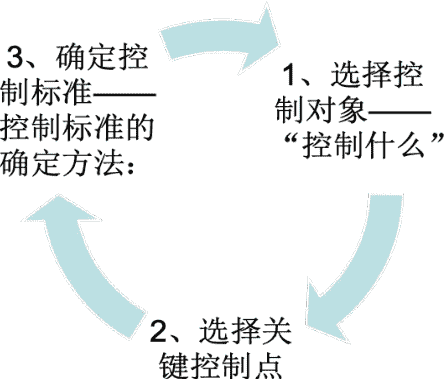 1、选择控
制对象——
“控制什么”
2、选择关
键控制点
3、确定控
制标准——
控制标准的
确定方法：